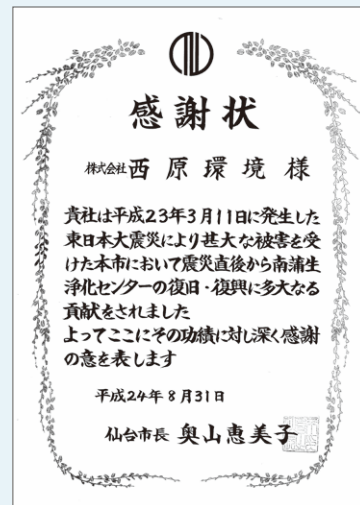 感謝状
株式会社西原環境様
貴社は平成23年3月11日に発生した
東日本大震災により甚大な被害を受
けた本市において震災直後から南蒲生
浄化センターの復旧・復興に多大なる
貢献をされました
よってここにその功績に対し深く感謝
の意を表します
平成24年8月31日
仙台市長 奥山恵美子